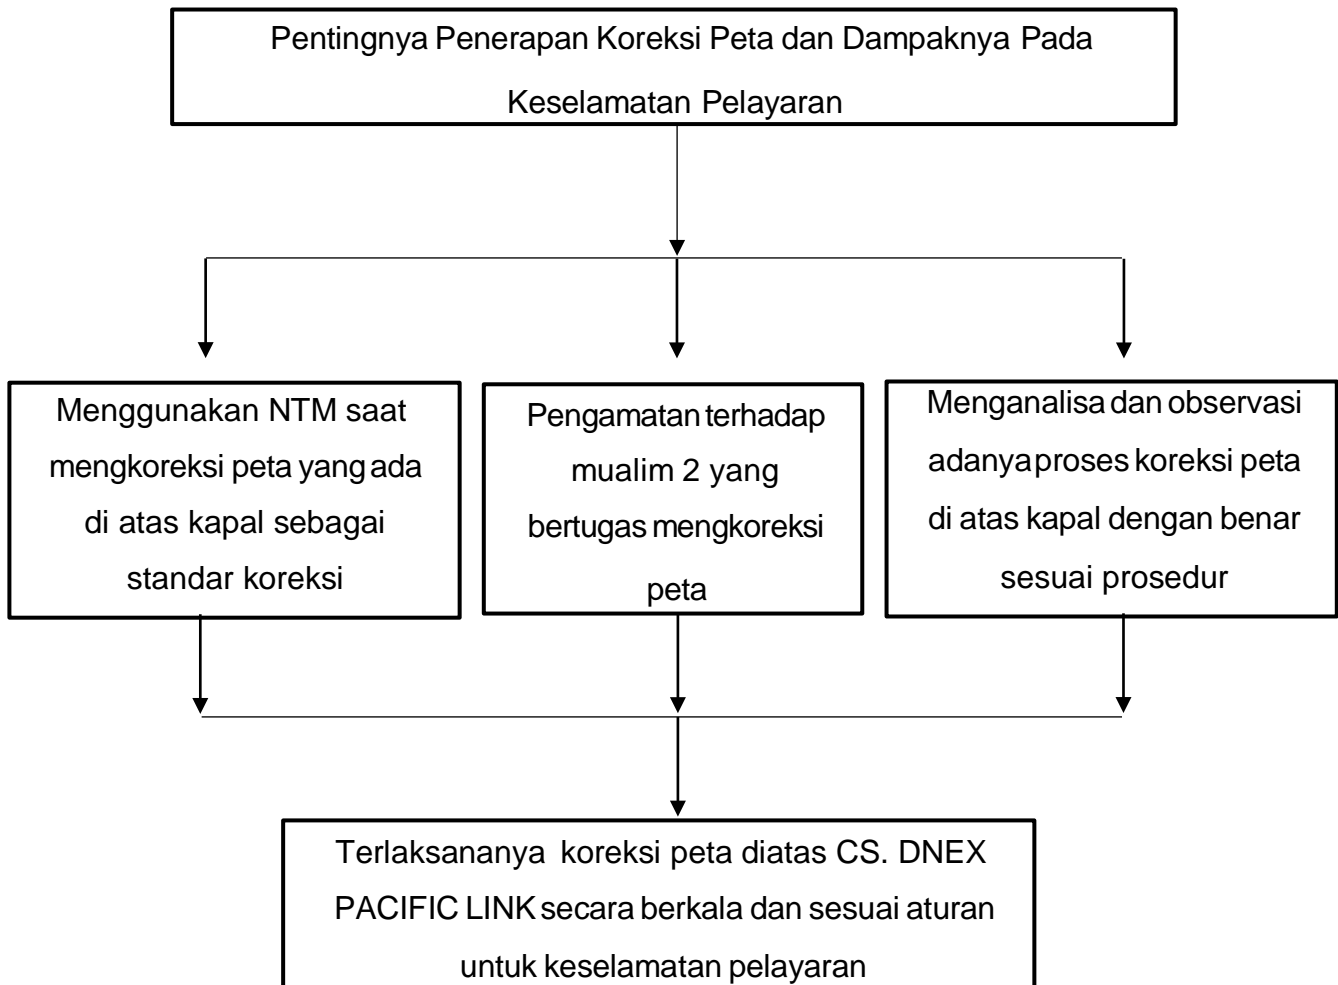 Pentingnya Penerapan Koreksi Peta dan Dampaknya Pada
Keselamatan Pelayaran
Menggunakan NTM saat
mengkoreksi peta yang ada
di atas kapal sebagai
standar koreksi
Pengamatan terhadap
mualim 2 yang
bertugas mengkoreksi
peta
Menganalisa dan observasi
adanya proses koreksi peta
di atas kapal dengan benar
sesuai prosedur
Terlaksananya koreksi peta diatas CS. DNEX
PACIFIC LINK secara berkala dan sesuai aturan
untuk keselamatan pelayaran